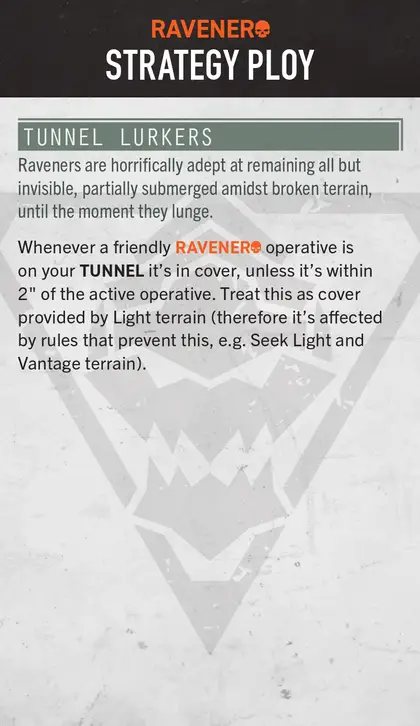 RAVENER
STRATEGY PLOY
TUNNEL LURKERS
Raveners are horrifically adept at remaining all but
invisible, partially submerged amidst broken terrain,
until the moment they lunge.
Whenever a friendly RAVENER operative is
on your TUNNEL it’s in cover, unless it’s within
2" of the active operative. Treat this as cover
provided by Light terrain (therefore it’s affected
by rules that prevent this, e.g. Seek Light and
Vantage terrain).